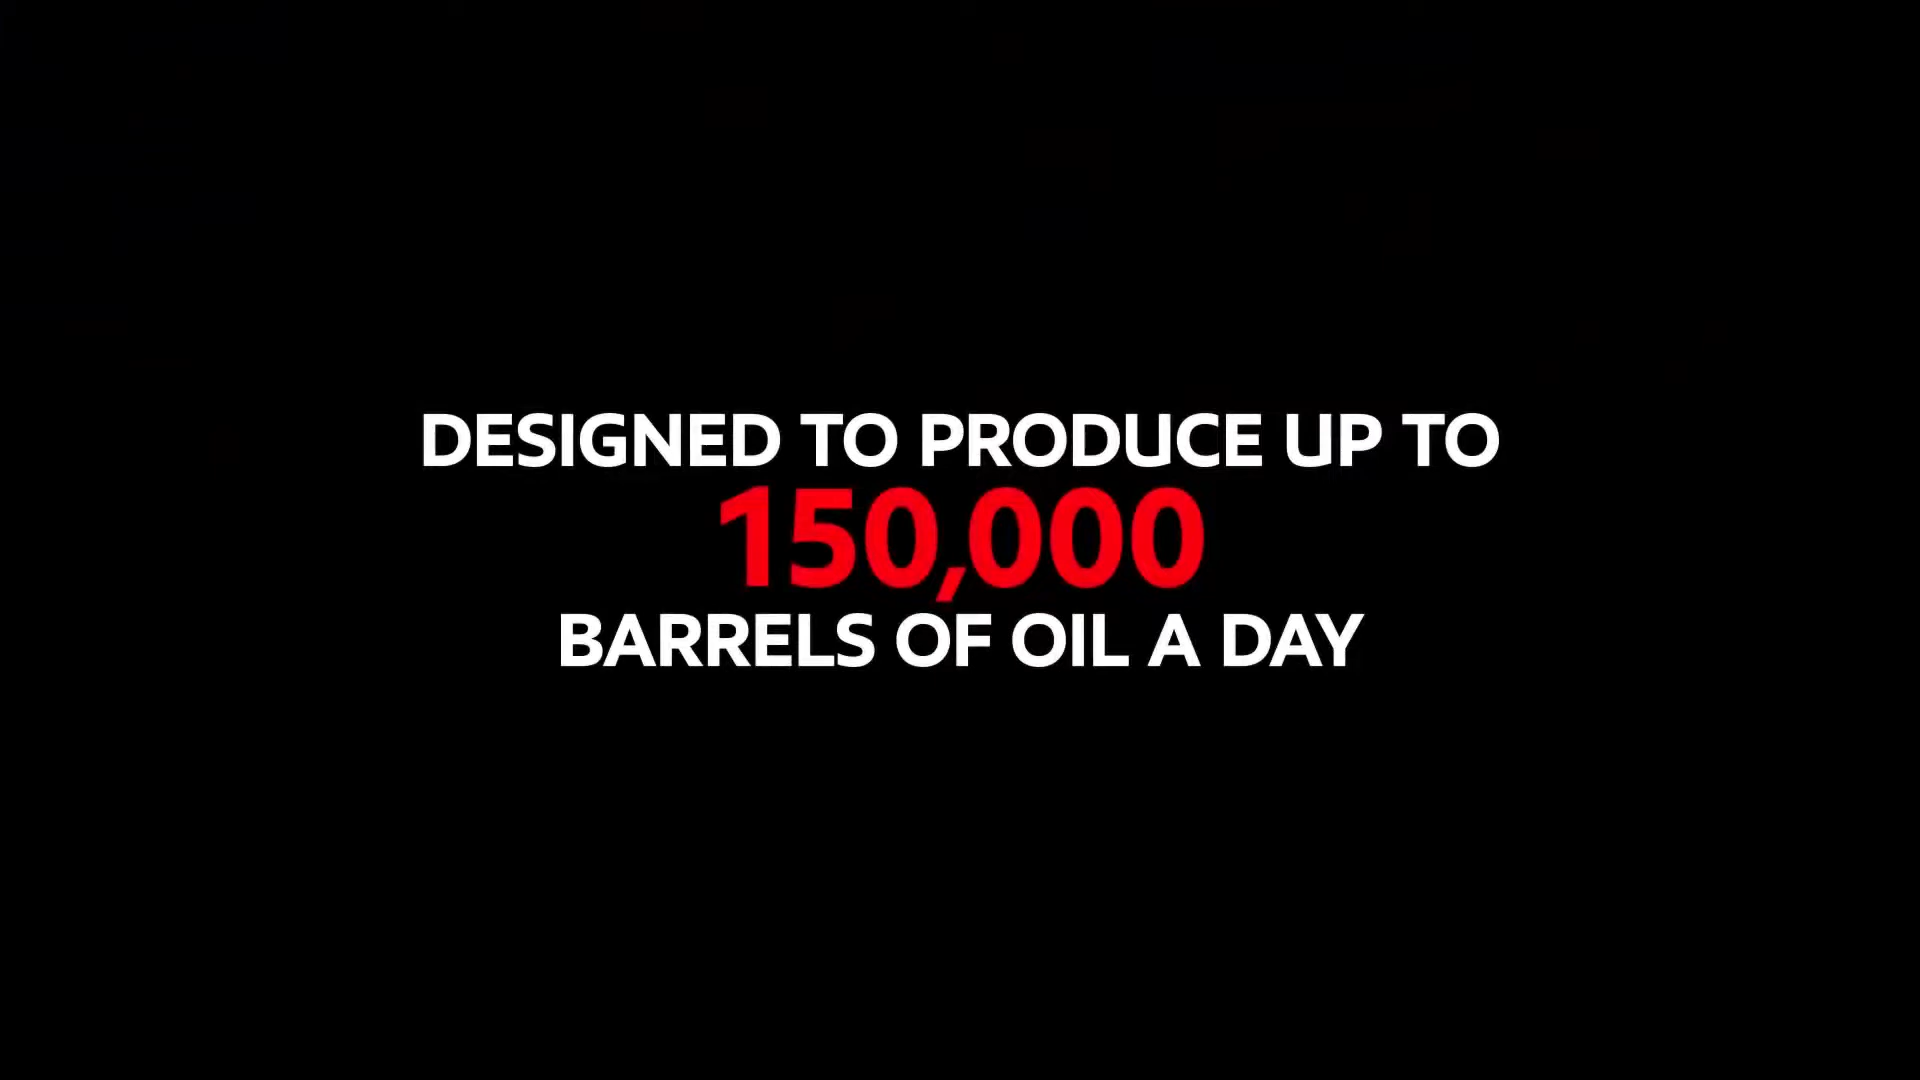 DESIGNED TO PRODUCE UP TO
150,000
BARRELS OF OIL A DAY